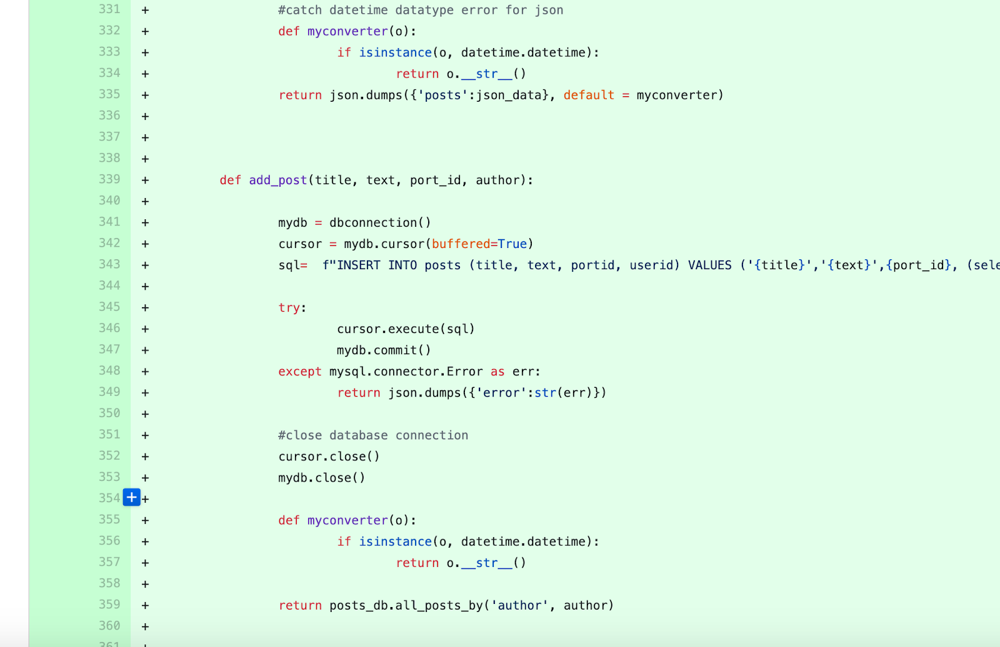 331 + #catch datetime datatype error for json
332 + def myconverter(o):
333 + if isinstance(o, datetime.datetime):
334 + return o.__str__()
335 + return json.dumps({'posts':json_data}, default = myconverter)
336 +
337 +
338 +
339 + def add_post(title, text, port_id, author):
340 +
341 + mydb = dbconnection()
342 + cursor = mydb.cursor(buffered=True)
343 + sql=  f"INSERT INTO posts (title, text, portid, userid) VALUES ('{title}','{text}',{port_id}, (sele
344 +
345 + try:
346 + cursor.execute(sql)
347 + mydb.commit()
348 + except mysql.connector.Error as err:
349 + return json.dumps({'error':str(err)})
350 +
351 + #close database connection
352 + cursor.close()
353 + mydb.close()
354 + +
355 + def myconverter(o):
356 + if isinstance(o, datetime.datetime):
357 + return o.__str__()
358 +
359 + return posts_db.all_posts_by('author', author)
360 +
361 +